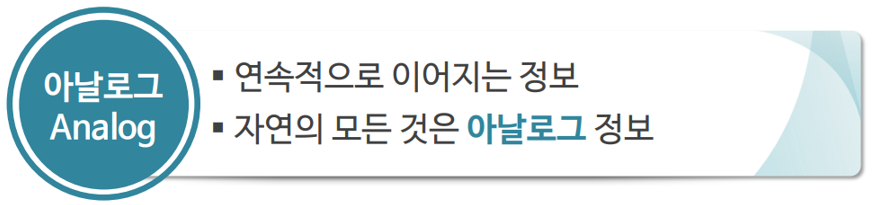 아날로그
Analog
▪ 연속적으로 이어지는 정보
▪ 자연의 모든 것은 아날로그 정보